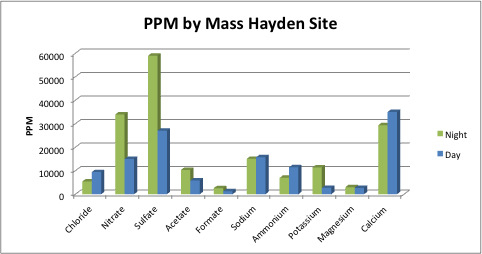 PPM by Mass Hayden Site
60000
50000
40000
30000
20000
10000
0
PPM
Chloride
Nitrate
Sulfate
Acetate
Formate
Sodium
Ammonium
Potassium
Magnesium
Calcium
Night
Day